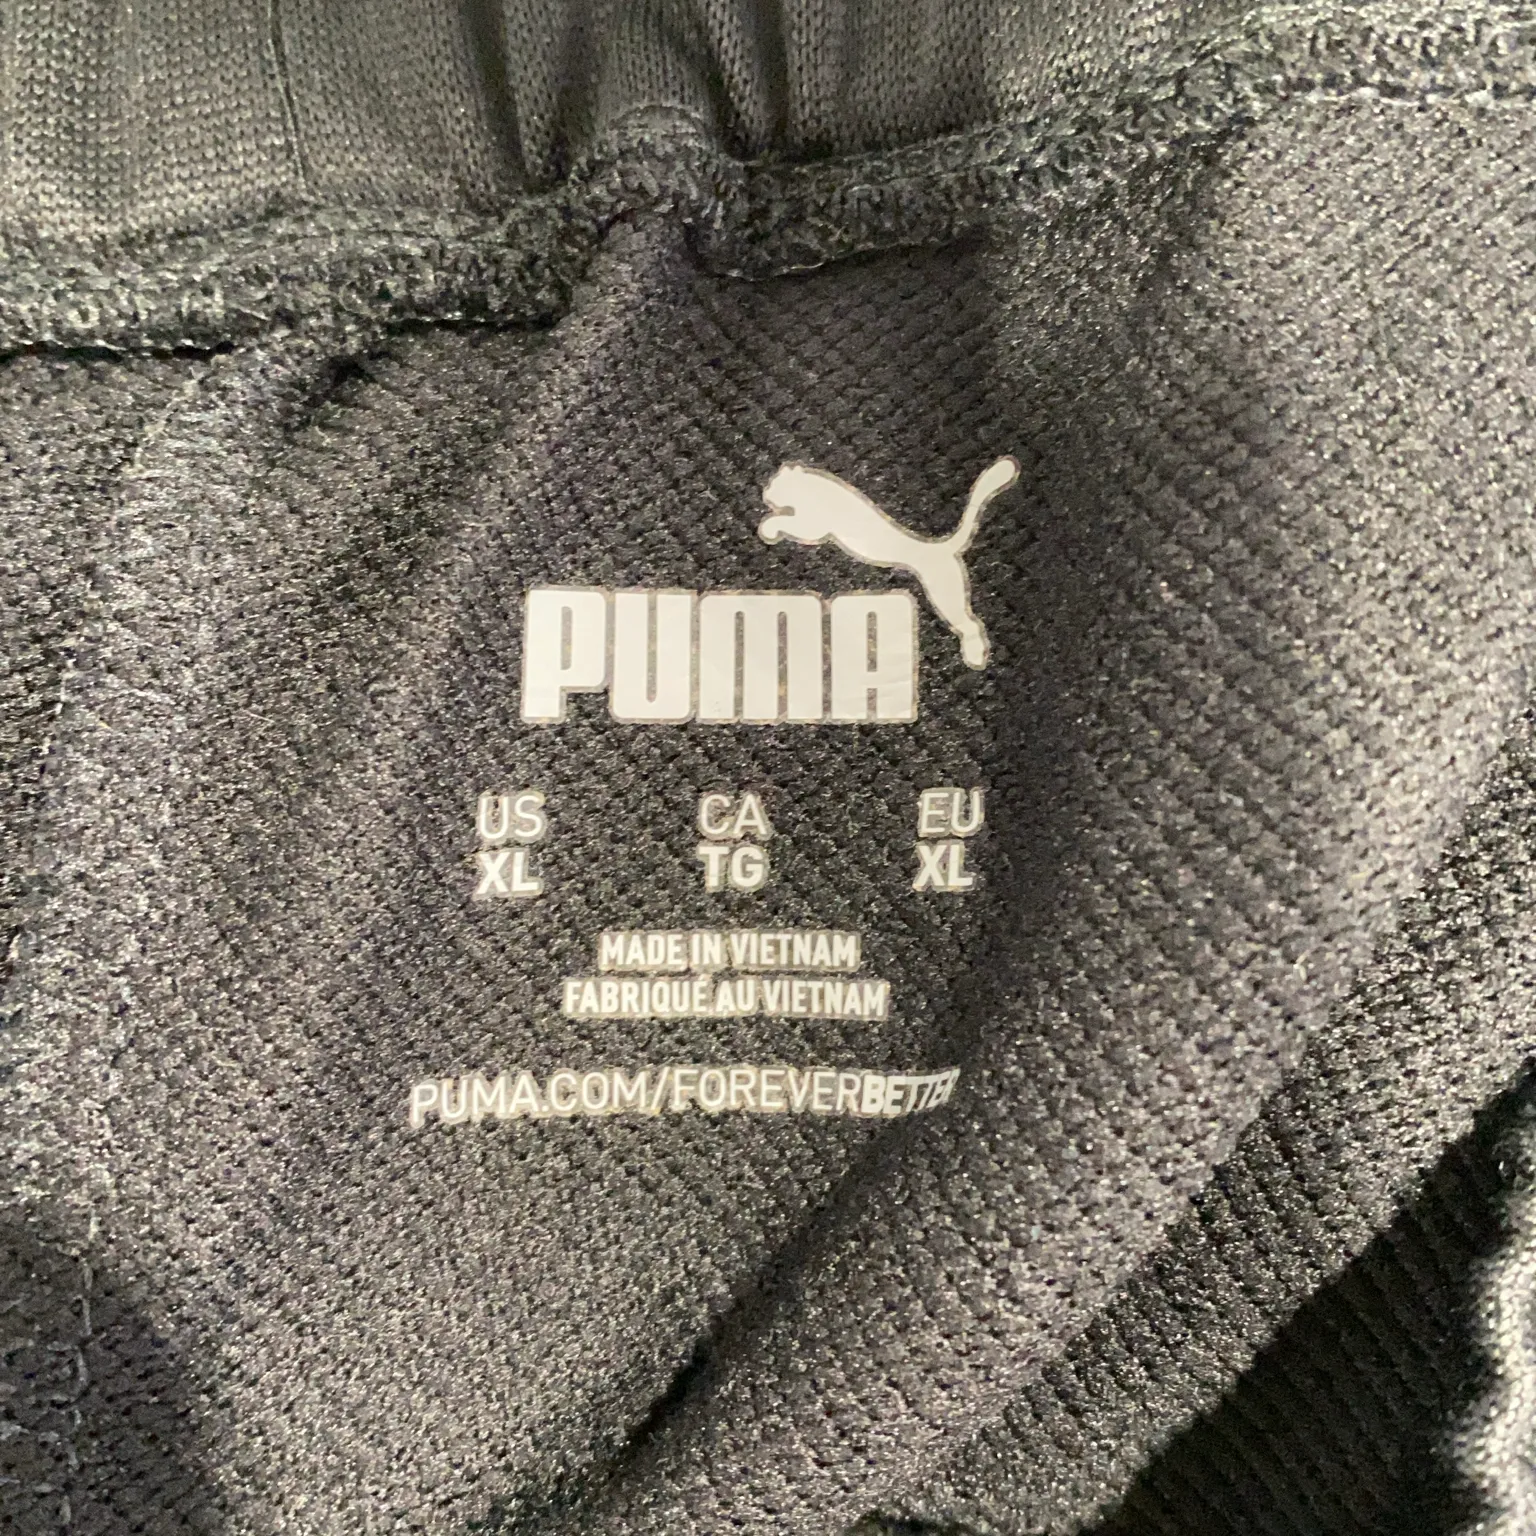 PUMA
US CA EU
XL TG XL
MADE IN VIETNAM
FABRIQUÉ AU VIETNAM
PUMA.COM/FOREVERBETTER